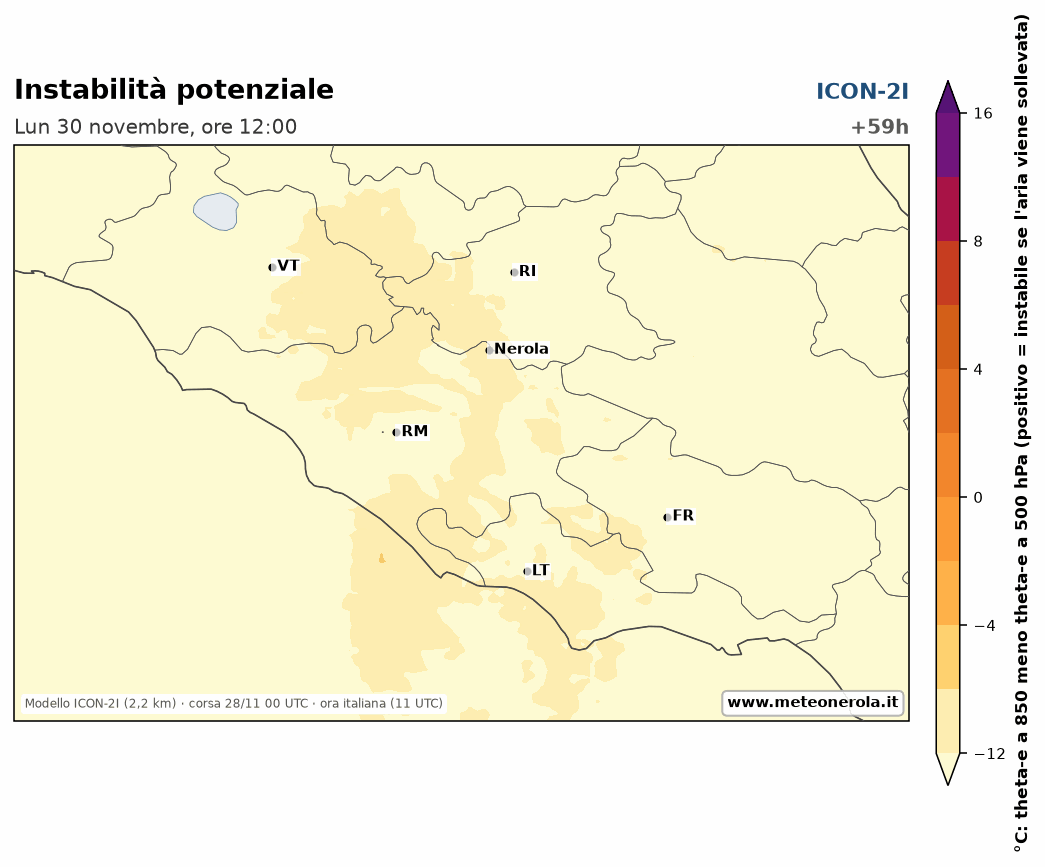 Instabilità potenziale
ICON-2I
Lun 30 novembre, ore 12:00
+59h
VT
RI
Nerola
RM
FR
LT
Modello ICON-2I (2,2 km) · corsa 28/11 00 UTC · ora italiana (11 UTC)
www.meteonerola.it
16
8
4
0
−4
−12
°C: theta-e a 850 meno theta-e a 500 hPa (positivo = instabile se l'aria viene sollevata)